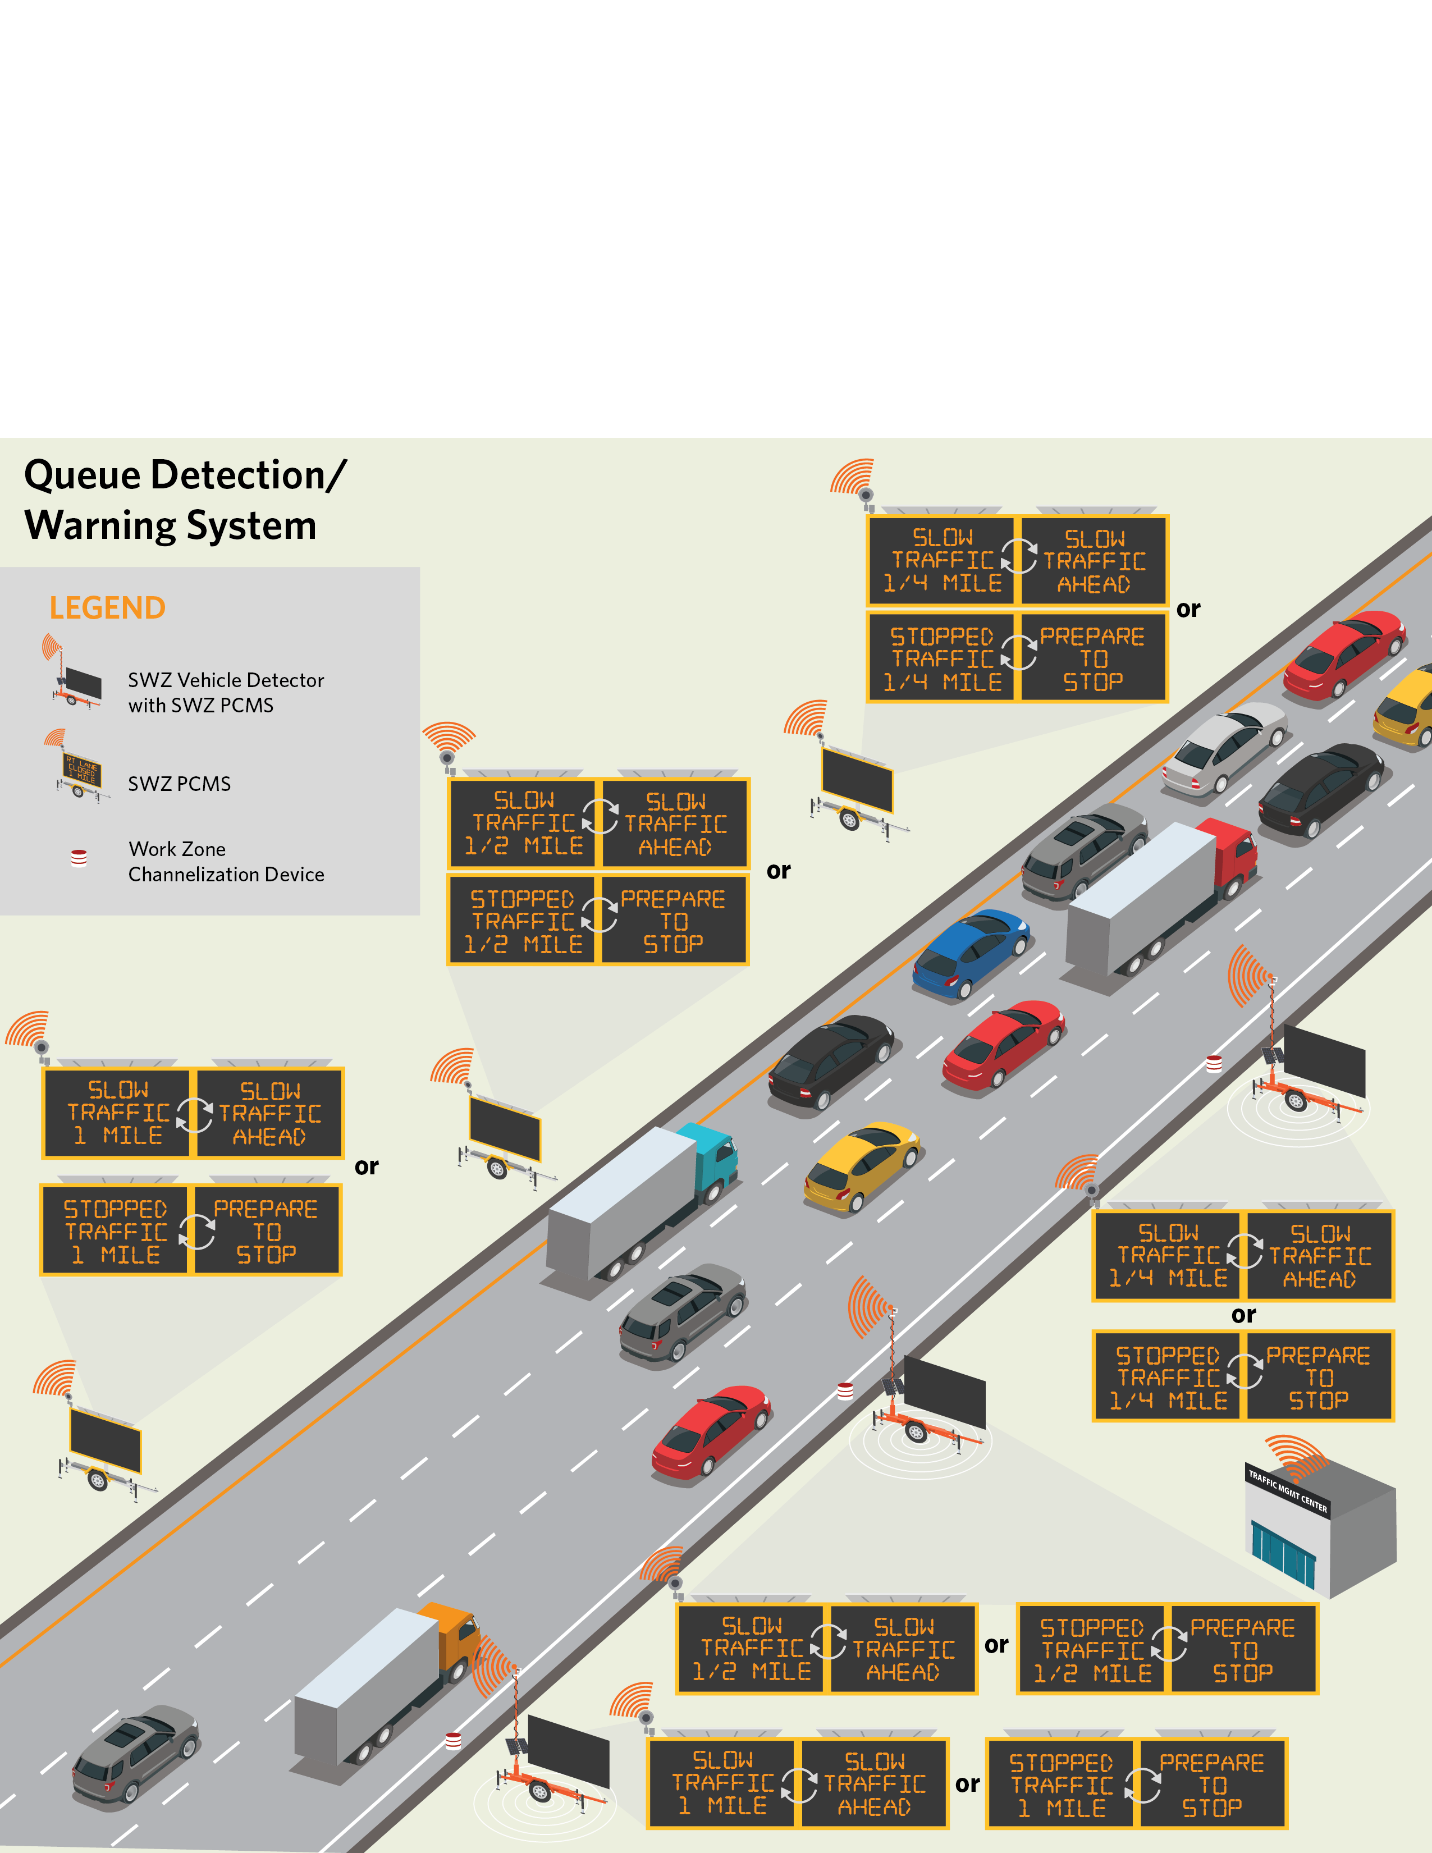 Queue Detection/
Warning System
LEGEND
SWZ Vehicle Detector
with SWZ PCMS
RT LANE
CLOSED
1 MILE
SWZ PCMS
Work Zone
Channelization Device
SLOW
TRAFFIC
1/4 MILE
SLOW
TRAFFIC
AHEAD
or
STOPPED
TRAFFIC
1/4 MILE
PREPARE
TO
STOP
SLOW
TRAFFIC
1/2 MILE
SLOW
TRAFFIC
AHEAD
or
STOPPED
TRAFFIC
1/2 MILE
PREPARE
TO
STOP
SLOW
TRAFFIC
1 MILE
SLOW
TRAFFIC
AHEAD
or
STOPPED
TRAFFIC
1 MILE
PREPARE
TO
STOP
SLOW
TRAFFIC
1/4 MILE
SLOW
TRAFFIC
AHEAD
or
STOPPED
TRAFFIC
1/4 MILE
PREPARE
TO
STOP
TRAFFIC MGMT CENTER
SLOW
TRAFFIC
1/2 MILE
SLOW
TRAFFIC
AHEAD
or
STOPPED
TRAFFIC
1/2 MILE
PREPARE
TO
STOP
SLOW
TRAFFIC
1 MILE
SLOW
TRAFFIC
AHEAD
or
STOPPED
TRAFFIC
1 MILE
PREPARE
TO
STOP